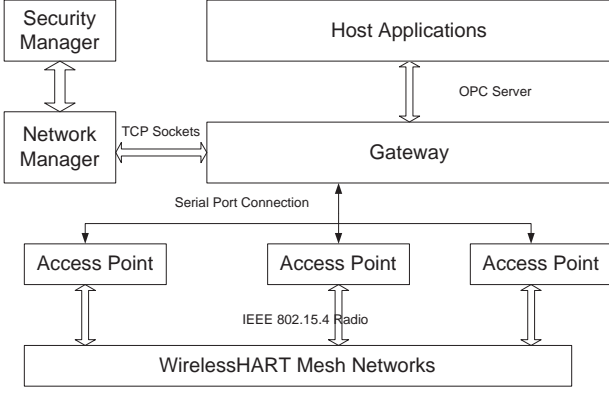 Security
Manager
Host Applications
OPC Server
Network
Manager
TCP Sockets
Gateway
Serial Port Connection
Access Point
Access Point
Access Point
IEEE 802.15.4 Radio
WirelessHART Mesh Networks